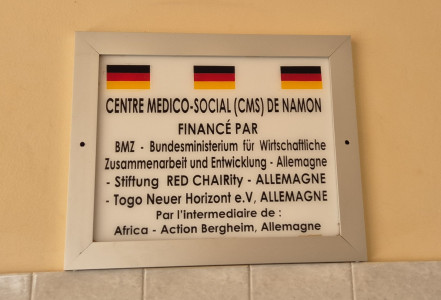 CENTRE MEDICO-SOCIAL (CMS) DE NAMON
FINANCÉ PAR
BMZ - Bundesministerium für Wirtschaftliche
Zusammenarbeit und Entwicklung - Allemagne
- Stiftung RED CHAIRity - ALLEMAGNE
- Togo Neuer Horizont e.V, ALLEMAGNE
Par l'intermediaire de :
Africa - Action Bergheim, Allemagne